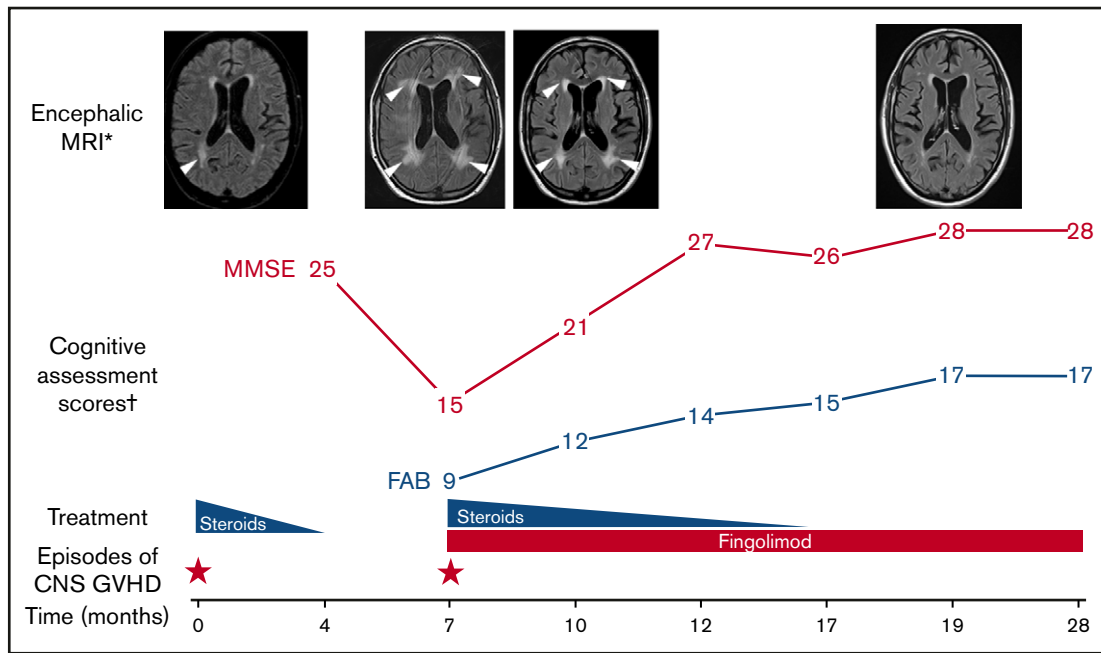 Encephalic
MRI*
MMSE 25 15 21 27 26 28 28
Cognitive
assessment
scores†
FAB 9 12 14 15 17 17
Treatment
Steroids
Steroids
Fingolimod
Episodes of
CNS GVHD
Time (months)
0 4 7 10 12 17 19 28